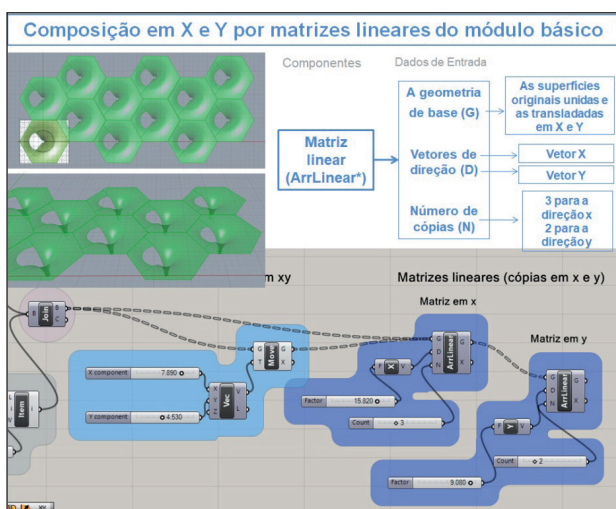 Composição em X e Y por matrizes lineares do módulo básico
Componentes
Dados de Entrada
Matriz
linear
(ArrLinear*)
A geometria
de base (G)
As superfícies
originais unidas e
as transladadas
em X e Y
Vetores de
direção (D)
Vetor X
Vetor Y
Número de
cópias (N)
3 para a
direção x
2 para a
direção y
m xy
Matrizes lineares (cópias em x e y)
Matriz em x
Matriz em y
B
Join
B
C
G
T
Move
G
X
X component
7.890
Y component
4.530
X
Y
Z
Vec
V
L
L
i
W
Item
i
F
X
V
G
D
N
ArrLinear
G
X
Factor
15.820
Count
3
F
Y
V
G
D
N
ArrLinear
G
X
Count
2
Factor
9.080
XY